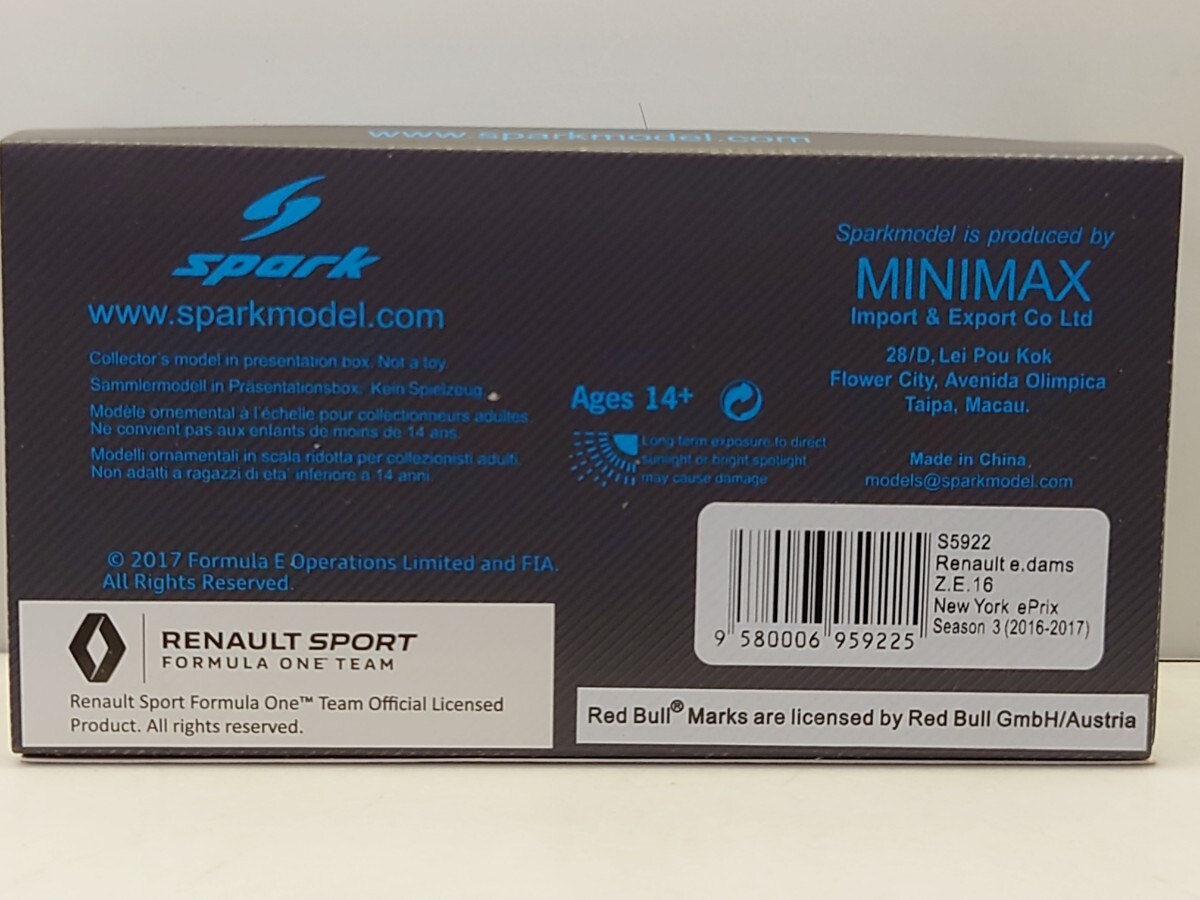 www.sparkmodel.com
spark
www.sparkmodel.com
Collector's model in presentation box. Not a toy
Sammlermodell in Präsentationsbox. Kein Spielzeug
Modèle ornemental à l'échelle pour collectionneurs adultes.
Ne convient pas aux enfants de moins de 14 ans.
Modelli ornamentali in scala ridotta per collezionisti adulti.
Non adatti a ragazzi di eta' inferiore a 14 anni.
Ages 14+
Long term exposure to direct
sunlight or bright spotlight
may cause damage
Sparkmodel is produced by
MINIMAX
Import & Export Co Ltd
28/D, Lei Pou Kok
Flower City, Avenida Olimpica
Taipa, Macau.
Made in China.
models@sparkmodel.com
© 2017 Formula E Operations Limited and FIA.
All Rights Reserved.
RENAULT SPORT
FORMULA ONE™ TEAM
Renault Sport Formula One™ Team Official Licensed
Product. All rights reserved.
S5922
Renault e.dams
Z.E.16
New York ePrix
Season 3 (2016-2017)
9 580006 959225
Red Bull® Marks are licensed by Red Bull GmbH/Austria